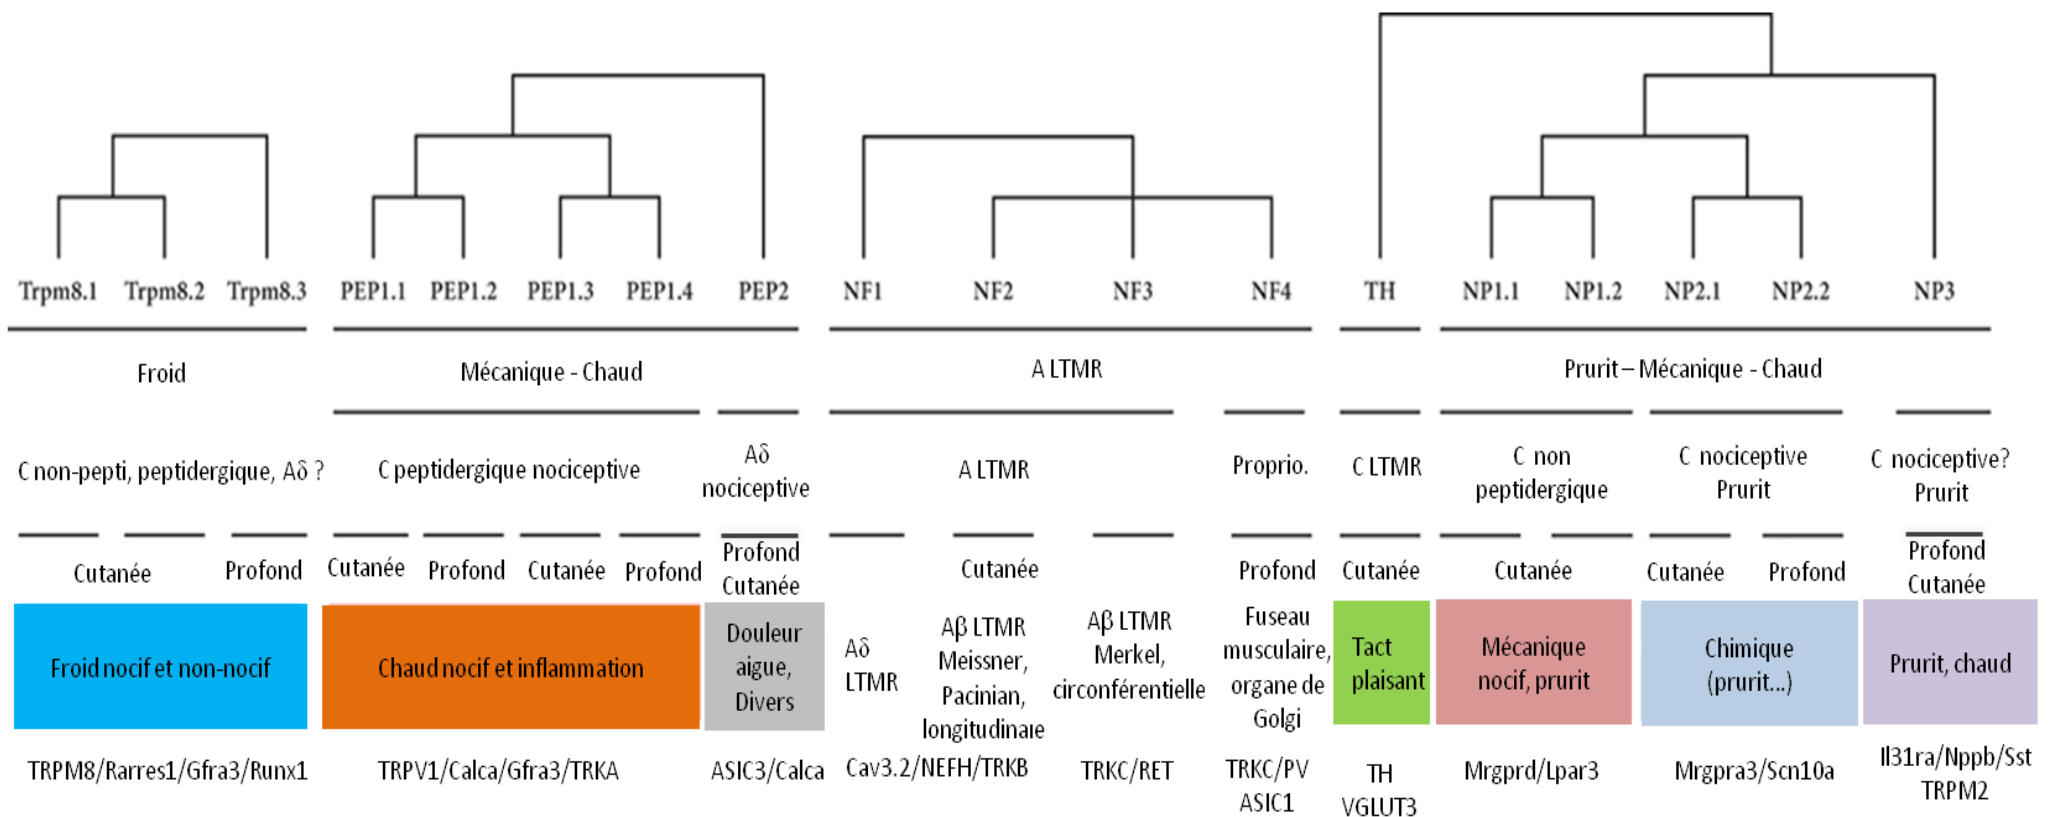 Trpm8.1 Trpm8.2 Trpm8.3 PEP1.1 PEP1.2 PEP1.3 PEP1.4 PEP2 NF1 NF2 NF3 NF4 TH NP1.1 NP1.2 NP2.1 NP2.2 NP3
Froid Mécanique - Chaud A LTMR Prurit – Mécanique - Chaud
C non-pepti, peptidergique, Aδ ?
C peptidergique nociceptive
Aδ
nociceptive
A LTMR
Proprio.
C LTMR
C non
peptidergique
C nociceptive
Prurit
C nociceptive?
Prurit
Cutanée Profond Cutanée Profond Cutanée Profond
Profond
Cutanée
Cutanée Profond Cutanée Cutanée Cutanée Profond
Profond
Cutanée
Froid nocif et non-nocif
Chaud nocif et inflammation
Douleur
aigue,
Divers
Aδ
LTMR
Aβ LTMR
Meissner,
Pacinian,
longitudinaie
Aβ LTMR
Merkel,
circonférentielle
Fuseau
musculaire,
organe de
Golgi
Tact
plaisant
Mécanique
nocif, prurit
Chimique
(prurit...)
Prurit, chaud
TRPM8/Rarres1/Gfra3/Runx1
TRPV1/Calca/Gfra3/TRKA
ASIC3/Calca
Cav3.2/NEFH/TRKB
TRKC/RET
TRKC/PV
ASIC1
TH
VGLUT3
Mrgprd/Lpar3
Mrgpra3/Scn10a
Il31ra/Nppb/Sst
TRPM2